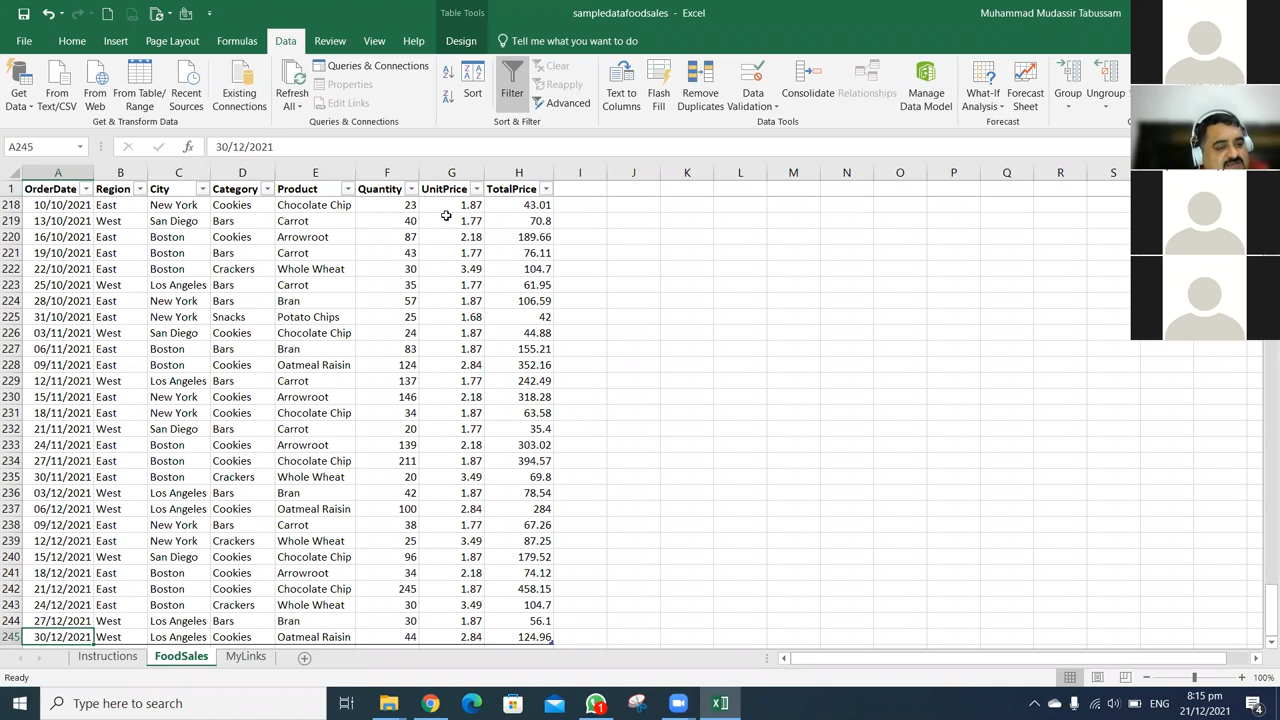 Table Tools
sampledatafoodsales - Excel
Muhammad Mudassir Tabussam
File Home Insert Page Layout Formulas Data Review View Help Design Tell me what you want to do
Get Data
From Text/CSV
From Web
From Table/ Range
Recent Sources
Get & Transform Data
Existing Connections
Refresh All
Queries & Connections
Properties
Edit Links
Queries & Connections
Sort
Filter
Clear
Reapply
Advanced
Sort & Filter
Text to Columns
Flash Fill
Remove Duplicates
Data Validation
Consolidate
Relationships
Manage Data Model
Data Tools
What-If Analysis
Forecast Sheet
Forecast
Group
Ungroup
A245 fx 30/12/2021
A B C D E F G H I J K L M N O P Q R S
1 OrderDate Region City Category Product Quantity UnitPrice TotalPrice
218 10/10/2021 East New York Cookies Chocolate Chip 23 1.87 43.01
219 13/10/2021 West San Diego Bars Carrot 40 1.77 70.8
220 16/10/2021 East Boston Cookies Arrowroot 87 2.18 189.66
221 19/10/2021 East Boston Bars Carrot 43 1.77 76.11
222 22/10/2021 East Boston Crackers Whole Wheat 30 3.49 104.7
223 25/10/2021 West Los Angeles Bars Carrot 35 1.77 61.95
224 28/10/2021 East New York Bars Bran 57 1.87 106.59
225 31/10/2021 East New York Snacks Potato Chips 25 1.68 42
226 03/11/2021 West San Diego Cookies Chocolate Chip 24 1.87 44.88
227 06/11/2021 East Boston Bars Bran 83 1.87 155.21
228 09/11/2021 East Boston Cookies Oatmeal Raisin 124 2.84 352.16
229 12/11/2021 West Los Angeles Bars Carrot 137 1.77 242.49
230 15/11/2021 East New York Cookies Arrowroot 146 2.18 318.28
231 18/11/2021 East New York Cookies Chocolate Chip 34 1.87 63.58
232 21/11/2021 West San Diego Bars Carrot 20 1.77 35.4
233 24/11/2021 East Boston Cookies Arrowroot 139 2.18 303.02
234 27/11/2021 East Boston Cookies Chocolate Chip 211 1.87 394.57
235 30/11/2021 East Boston Crackers Whole Wheat 20 3.49 69.8
236 03/12/2021 West Los Angeles Bars Bran 42 1.87 78.54
237 06/12/2021 West Los Angeles Cookies Oatmeal Raisin 100 2.84 284
238 09/12/2021 East New York Bars Carrot 38 1.77 67.26
239 12/12/2021 East New York Crackers Whole Wheat 25 3.49 87.25
240 15/12/2021 West San Diego Cookies Chocolate Chip 96 1.87 179.52
241 18/12/2021 East Boston Cookies Arrowroot 34 2.18 74.12
242 21/12/2021 East Boston Cookies Chocolate Chip 245 1.87 458.15
243 24/12/2021 East Boston Crackers Whole Wheat 30 3.49 104.7
244 27/12/2021 West Los Angeles Bars Bran 30 1.87 56.1
245 30/12/2021 West Los Angeles Cookies Oatmeal Raisin 44 2.84 124.96
Instructions FoodSales MyLinks
Ready 100%
Type here to search
1
ENG
8:15 pm
21/12/2021
4